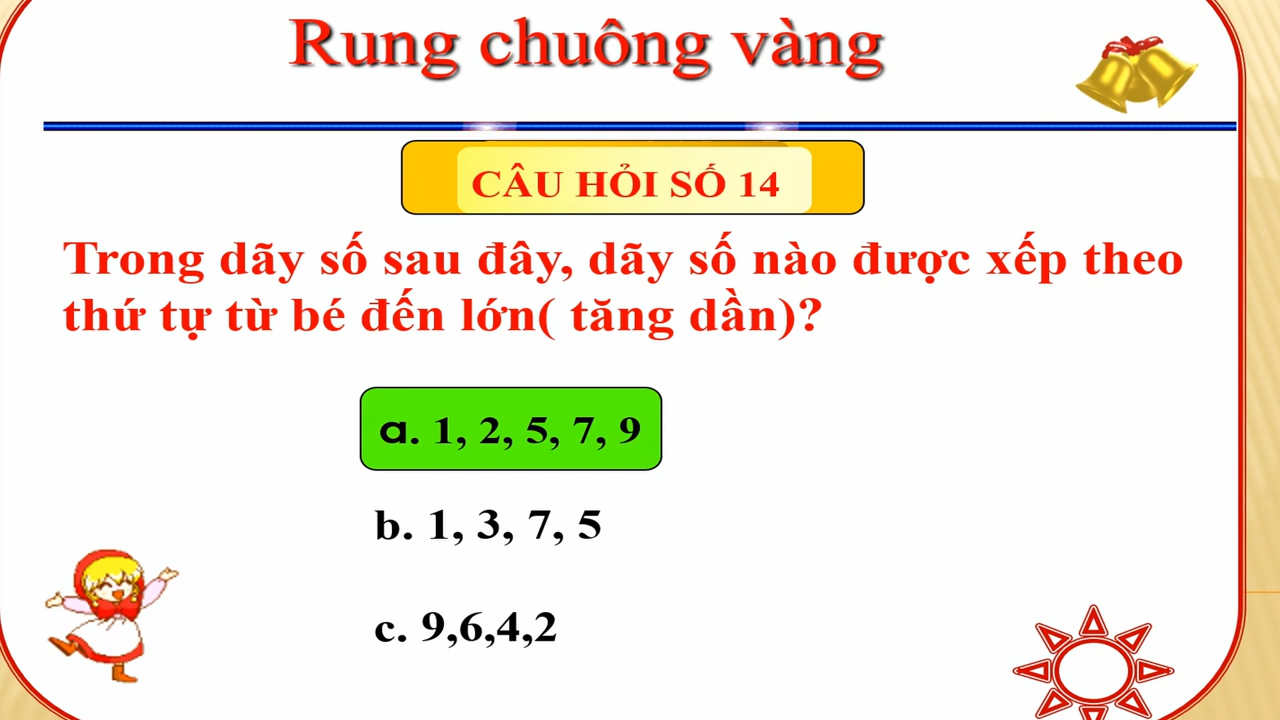 Rung chuông vàng
CÂU HỎI SỐ 14
Trong dãy số sau đây, dãy số nào được xếp theo
thứ tự từ bé đến lớn( tăng dần)?
a. 1, 2, 5, 7, 9
b. 1, 3, 7, 5
c. 9,6,4,2